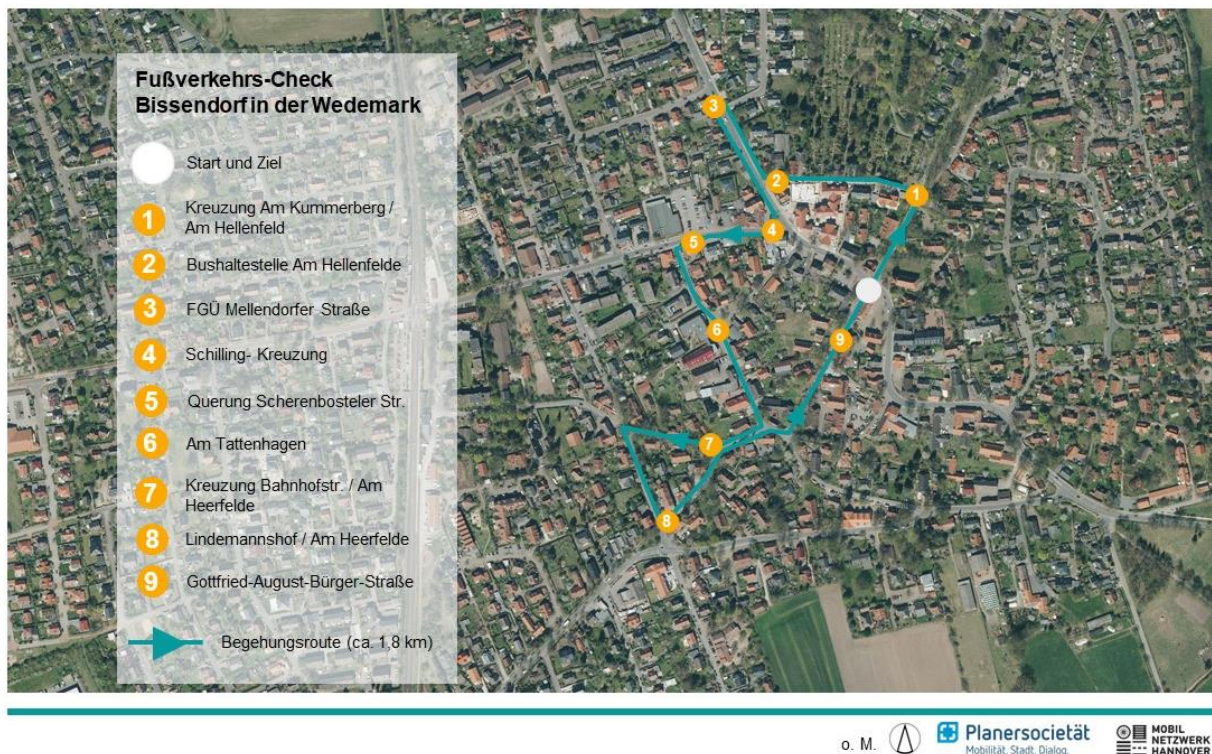 Fußverkehrs-Check
Bissendorf in der Wedemark
Start und Ziel
1
Kreuzung Am Kummerberg /
Am Hellenfeld
2
Bushaltestelle Am Hellenfelde
3
FGÜ Mellendorfer Straße
4
Schilling- Kreuzung
5
Querung Scherenbosteler Str.
6
Am Tattenhagen
7
Kreuzung Bahnhofstr. / Am
Heerfelde
8
Lindemannshof / Am Heerfelde
9
Gottfried-August-Bürger-Straße
Begehungsroute (ca. 1,8 km)
3
2
1
4
5
6
9
7
8
o. M.
Planersocietät
Mobilität. Stadt. Dialog.
MOBIL
NETZWERK
HANNOVER